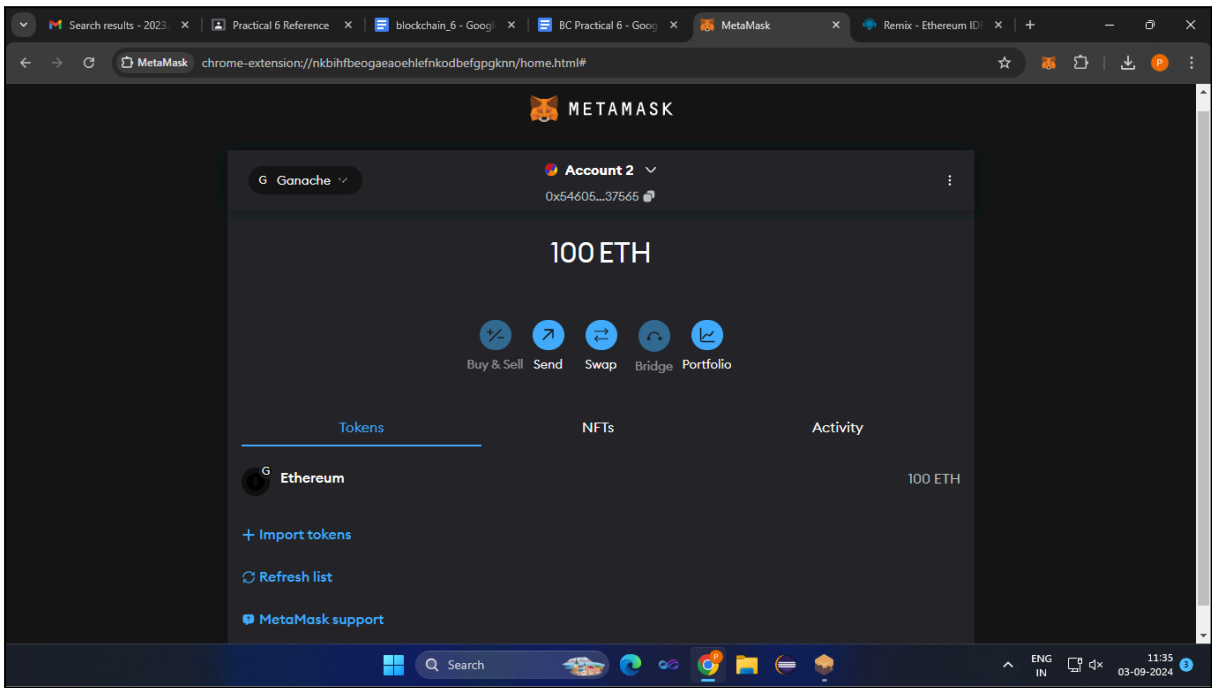 Search results - 2023. Practical 6 Reference blockchain_6 - Googl BC Practical 6 - Goog MetaMask Remix - Ethereum IDE
MetaMask chrome-extension://nkbihfbeogaeaoehlefnkodbefgpgknn/home.html# P
METAMASK
G Ganache Account 2
0x54605...37565
100 ETH
Buy & Sell Send Swap Bridge Portfolio
Tokens NFTs Activity
G
Ethereum 100 ETH
+ Import tokens
Refresh list
MetaMask support
Search ENG 11:35
IN 03-09-2024 3